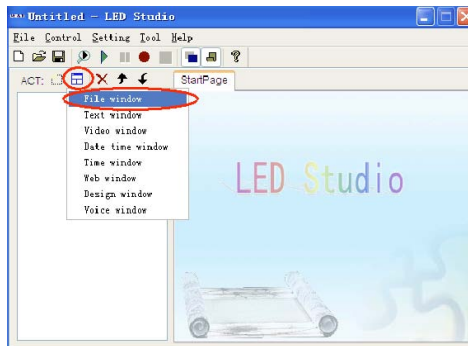 Untitled - LED Studio
File Control Setting Tool Help
ACT:
StartPage
File window
Text window
Video window
Date time window
Time window
Web window
Design window
Voice window
LED Studio